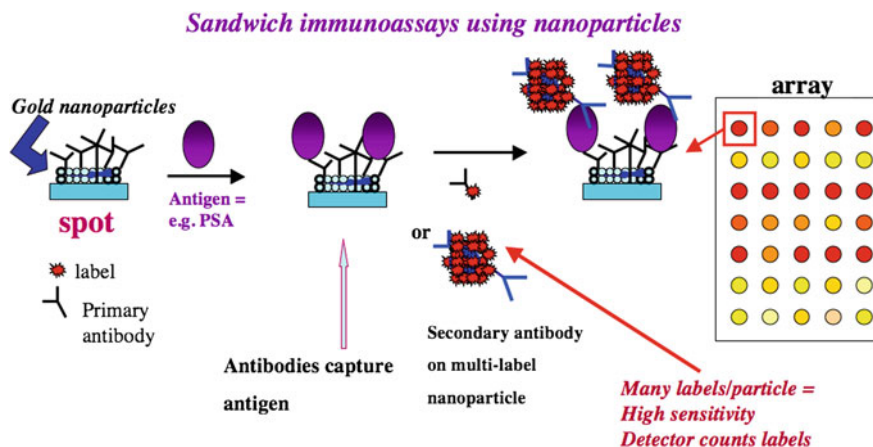 Sandwich immunoassays using nanoparticles
Gold nanoparticles
spot
label
Primary
antibody
Antigen =
e.g. PSA
Antibodies capture
antigen
or
Secondary antibody
on multi-label
nanoparticle
array
Many labels/particle =
High sensitivity
Detector counts labels